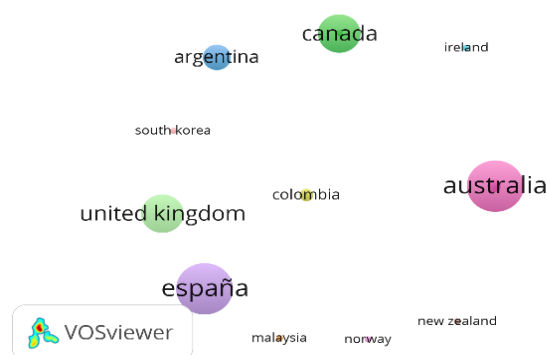 canada
ireland
argentina
south korea
australia
colombia
united kingdom
españa
new zealand
VOSviewer
malaysia
norway